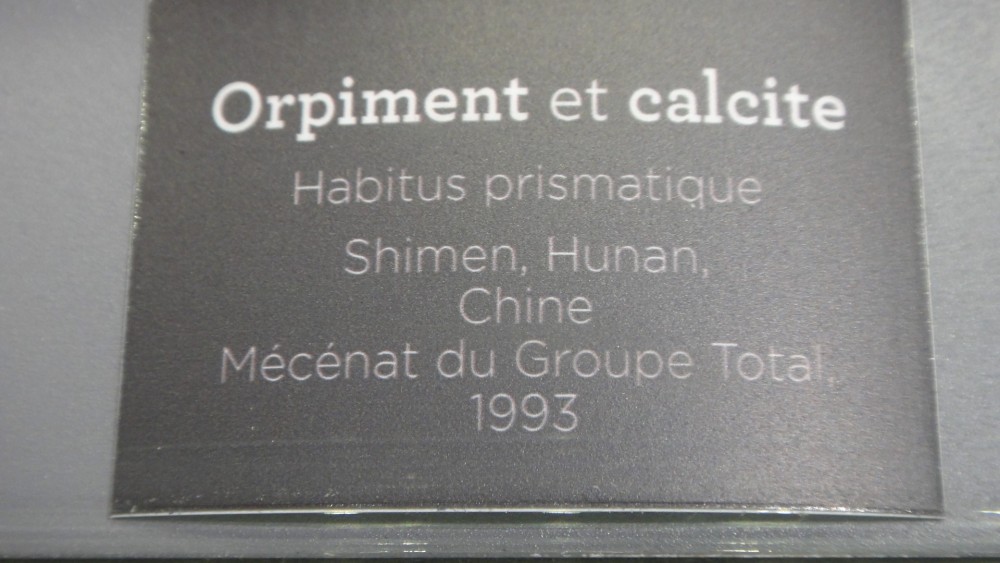 Orpiment et calcite
Habitus prismatique
Shimen, Hunan,
Chine
Mécénat du Groupe Total,
1993